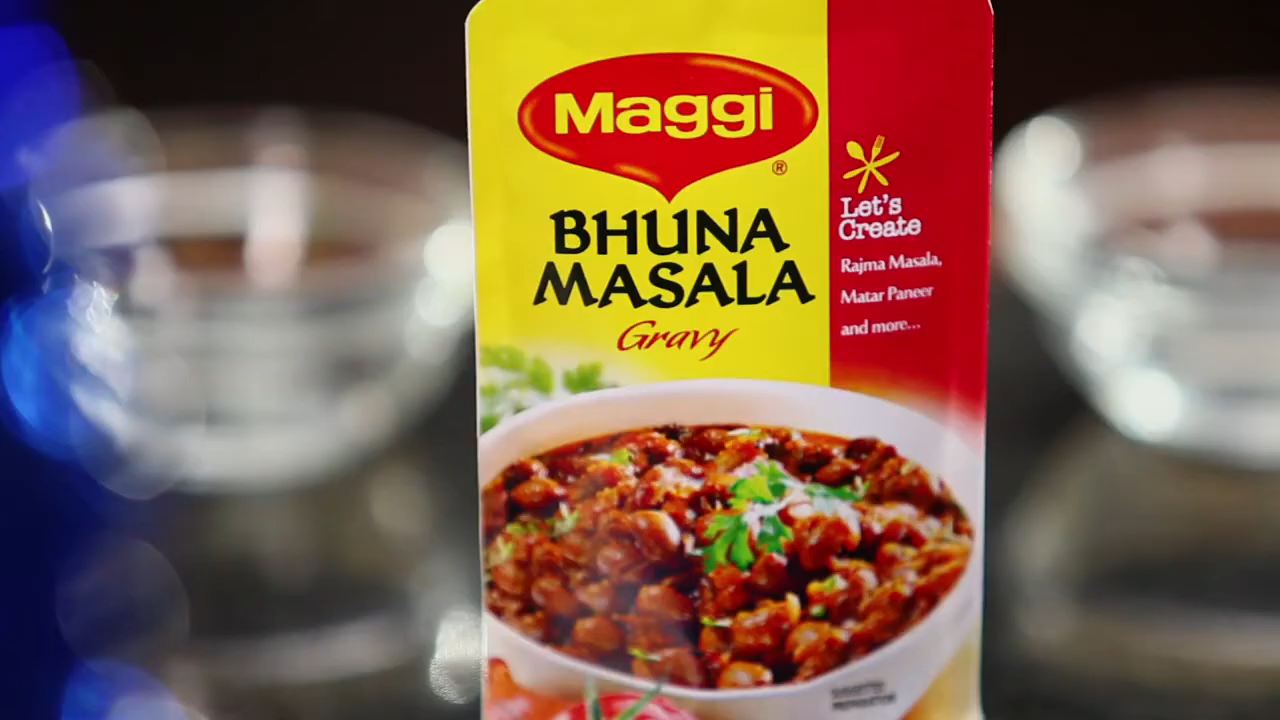 Maggi
®
BHUNA
MASALA
Gravy
Let's
Create
Rajma Masala,
Matar Paneer
and more...